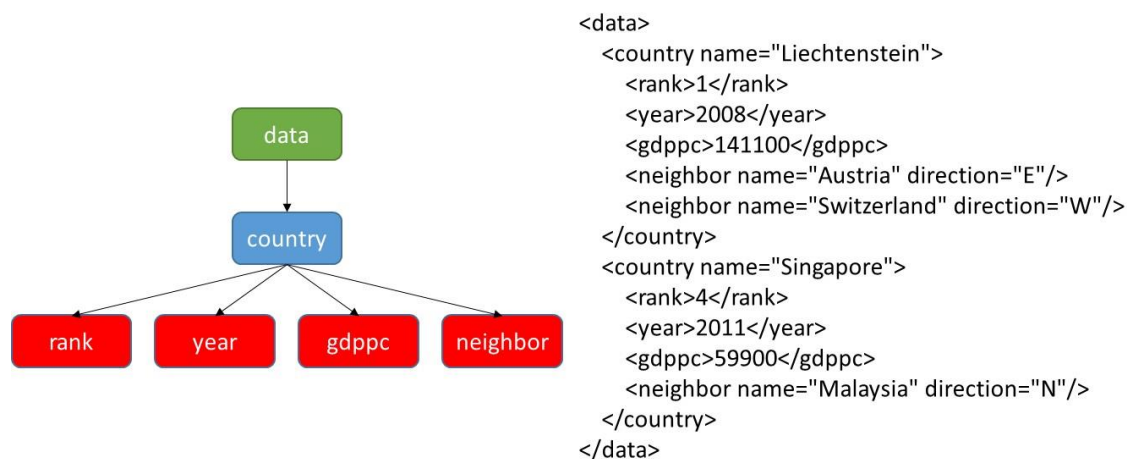 data
country
rank year gdppc neighbor
<data>
<country name="Liechtenstein">
<rank>1</rank>
<year>2008</year>
<gdppc>141100</gdppc>
<neighbor name="Austria" direction="E"/>
<neighbor name="Switzerland" direction="W"/>
</country>
<country name="Singapore">
<rank>4</rank>
<year>2011</year>
<gdppc>59900</gdppc>
<neighbor name="Malaysia" direction="N"/>
</country>
</data>